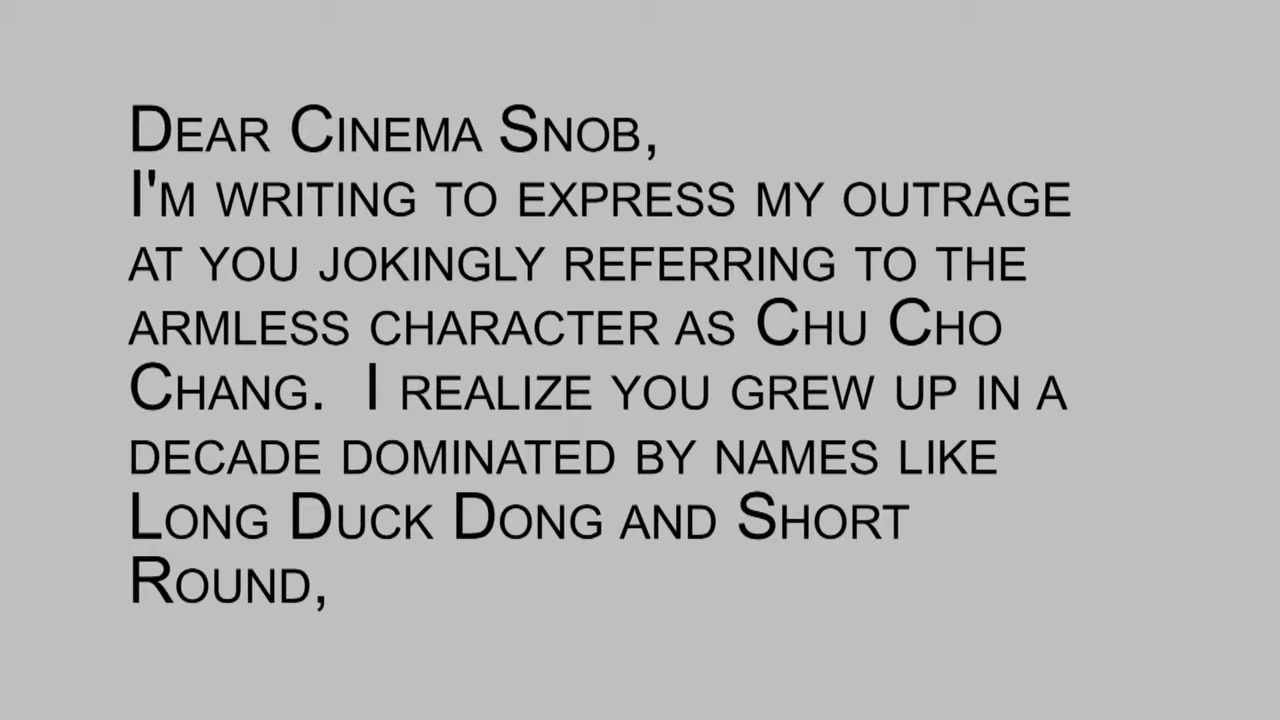 Dear Cinema Snob,
I'm writing to express my outrage
at you jokingly referring to the
armless character as Chu Cho
Chang.  I realize you grew up in a
decade dominated by names like
Long Duck Dong and Short
Round,